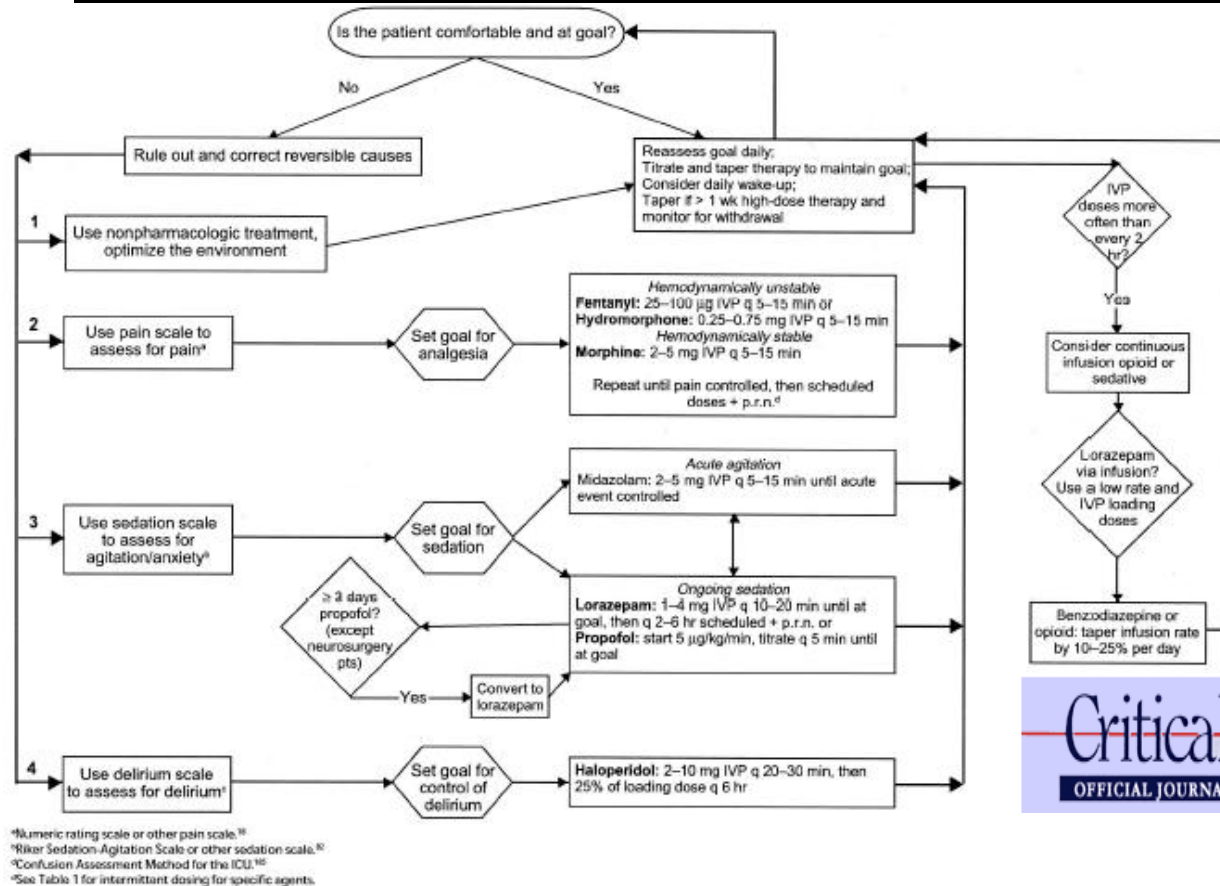 Is the patient comfortable and at goal?
No
Yes
Rule out and correct reversible causes
Reassess goal daily;
Titrate and taper therapy to maintain goal;
Consider daily wake-up;
Taper if > 1 wk high-dose therapy and
monitor for withdrawal
IVP
doses more
often than
every 2
hr?
1
Use nonpharmacologic treatment,
optimize the environment
Yes
2
Use pain scale to
assess for painᵃ
Set goal for
analgesia
Hemodynamically unstable
Fentanyl: 25–100 µg IVP q 5–15 min or
Hydromorphone: 0.25–0.75 mg IVP q 5–15 min
Hemodynamically stable
Morphine: 2–5 mg IVP q 5–15 min
Repeat until pain controlled, then scheduled
doses + p.r.n.ᵈ
Consider continuous
infusion opioid or
sedative
3
Use sedation scale
to assess for
agitation/anxiety
Set goal for
sedation
Acute agitation
Midazolam: 2–5 mg IVP q 5–15 min until acute
event controlled
Lorazepam
via infusion?
Use a low rate and
IVP loading
doses
≥ 3 days
propofol?
(except
neurosurgery
pts)
Yes
Convert to
lorazepam
Ongoing sedation
Lorazepam: 1–4 mg IVP q 10–20 min until at
goal, then q 2–6 hr scheduled + p.r.n. or
Propofol: start 5 µg/kg/min, titrate q 5 min until
at goal
Benzodiazepine or
opioid: taper infusion rate
by 10–25% per day
4
Use delirium scale
to assess for delirium
Set goal for
control of
delirium
Haloperidol: 2–10 mg IVP q 20–30 min, then
25% of loading dose q 6 hr
Critical
OFFICIAL JOURNA
Numeric rating scale or other pain scale.
Riker Sedation-Agitation Scale or other sedation scale.
Confusion Assessment Method for the ICU.
See Table 1 for intermittent dosing for specific agents.